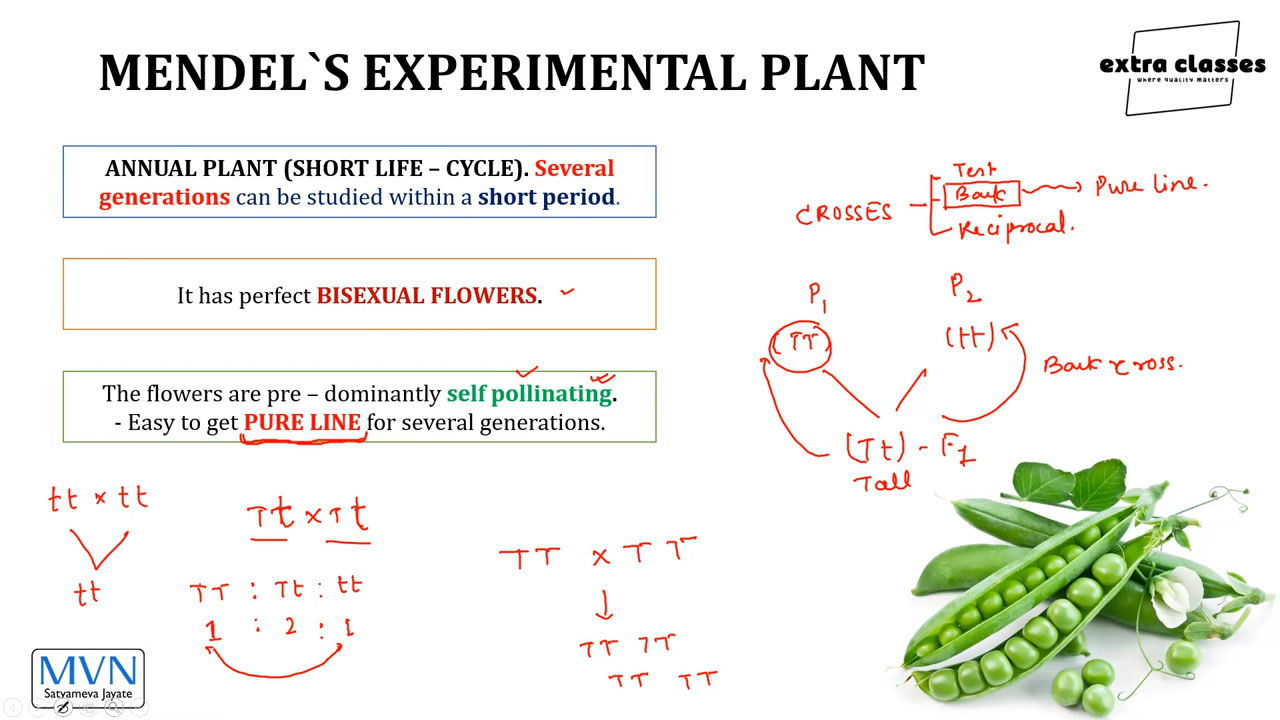 MENDEL`S EXPERIMENTAL PLANT
extra classes
where quality matters
ANNUAL PLANT (SHORT LIFE – CYCLE). Several
generations can be studied within a short period.
It has perfect BISEXUAL FLOWERS.
The flowers are pre – dominantly self pollinating.
- Easy to get PURE LINE for several generations.
CROSSES
Test
Back → Pure line.
Reciprocal.
P1 P2
(TT) (tt)
Back cross.
(Tt) - F1
Tall
tt × tt
tt
Tt × Tt
TT : Tt : tt
1 : 2 : 1
TT × TT
↓
TT TT
TT TT
MVN
Satyameva Jayate